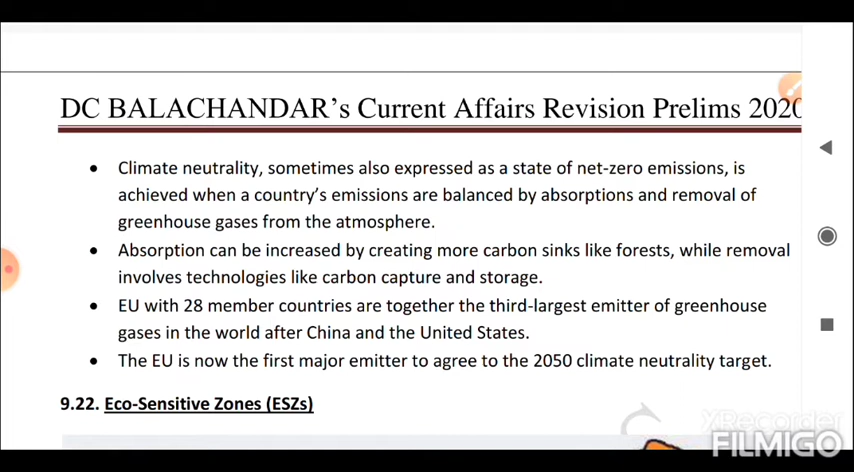 DC BALACHANDAR's Current Affairs Revision Prelims 2020
• Climate neutrality, sometimes also expressed as a state of net-zero emissions, is
achieved when a country's emissions are balanced by absorptions and removal of
greenhouse gases from the atmosphere.
• Absorption can be increased by creating more carbon sinks like forests, while removal
involves technologies like carbon capture and storage.
• EU with 28 member countries are together the third-largest emitter of greenhouse
gases in the world after China and the United States.
• The EU is now the first major emitter to agree to the 2050 climate neutrality target.
9.22. Eco-Sensitive Zones (ESZs)
XRecorder
FILMIGO